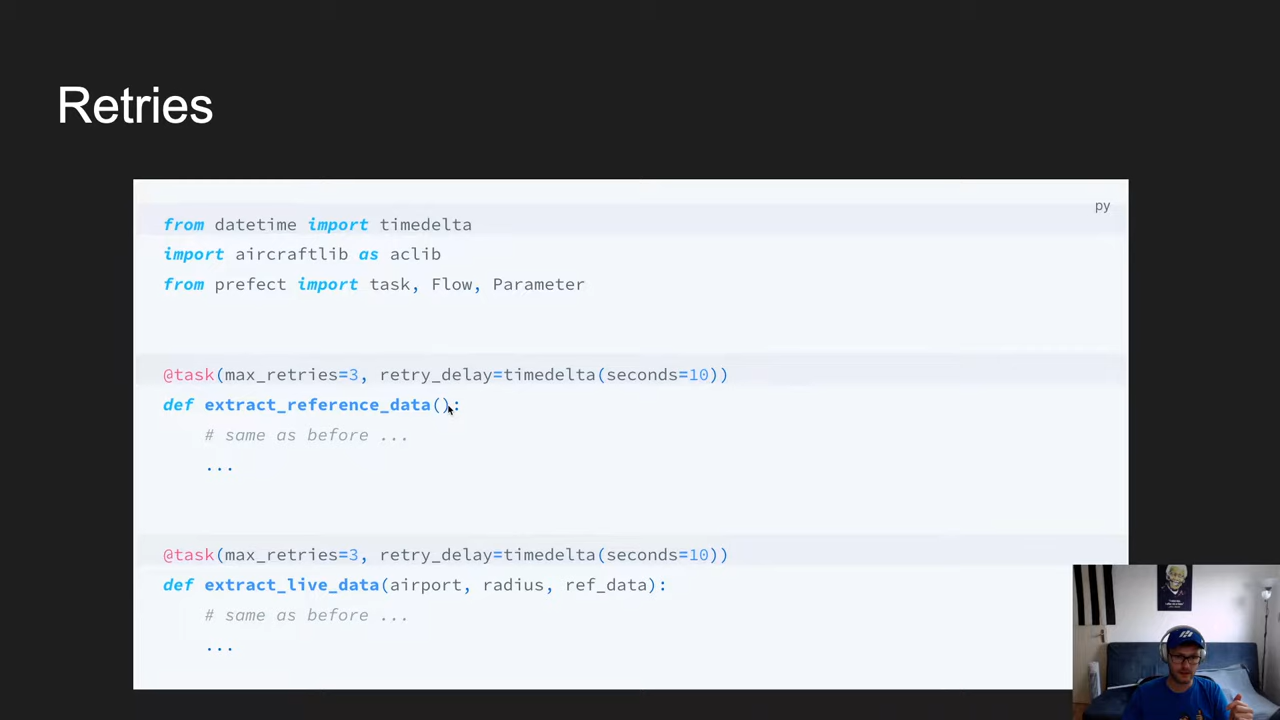 Retries
py
from datetime import timedelta
import aircraftlib as aclib
from prefect import task, Flow, Parameter
@task(max_retries=3, retry_delay=timedelta(seconds=10))
def extract_reference_data():
# same as before ...
...
@task(max_retries=3, retry_delay=timedelta(seconds=10))
def extract_live_data(airport, radius, ref_data):
# same as before ...
...